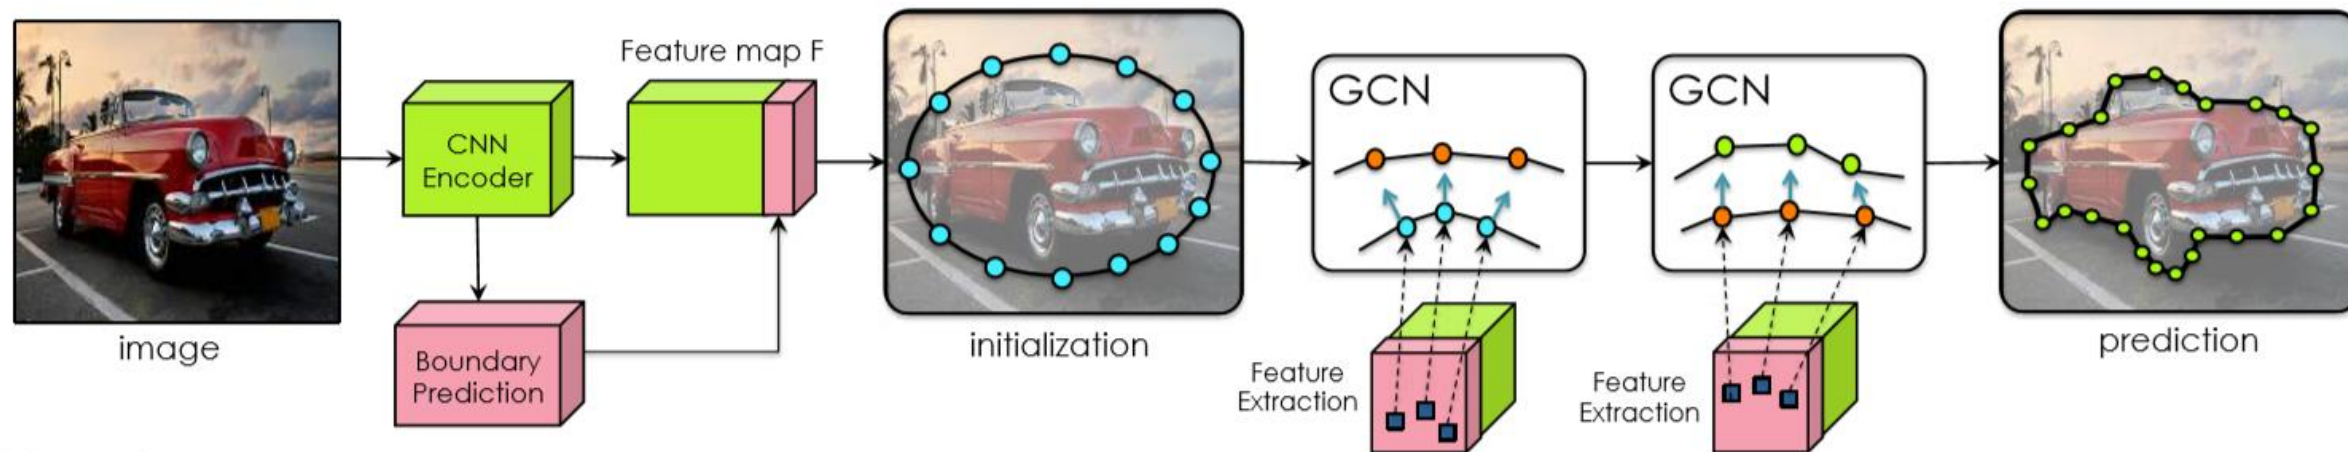 image
CNN
Encoder
Boundary
Prediction
Feature map F
initialization
GCN
Feature
Extraction
GCN
Feature
Extraction
prediction